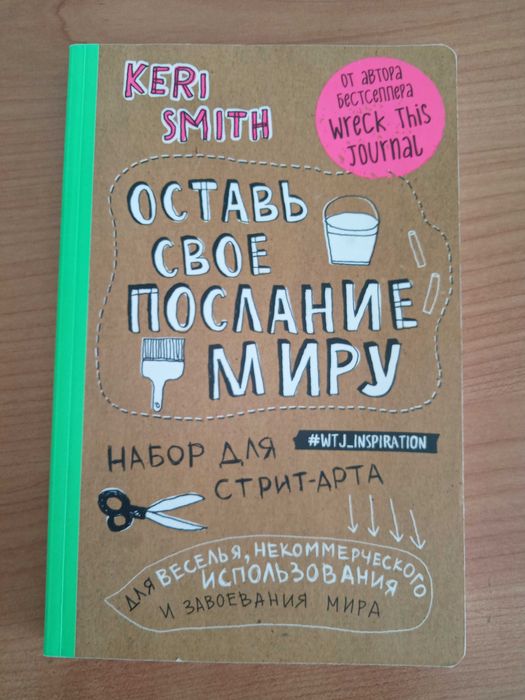 KERI
SMITH
ОТ АВТОРА
БЕСТСЕЛЛЕРА
Wreck This
Journal
ОСТАВЬ
СВОЕ
ПОСЛАНИЕ
МИРУ
#WTJ_INSPIRATION
НАБОР ДЛЯ
СТРИТ-АРТА
ДЛЯ ВЕСЕЛЬЯ, НЕКОММЕРЧЕСКОГО
ИСПОЛЬЗОВАНИЯ
И ЗАВОЕВАНИЯ МИРА